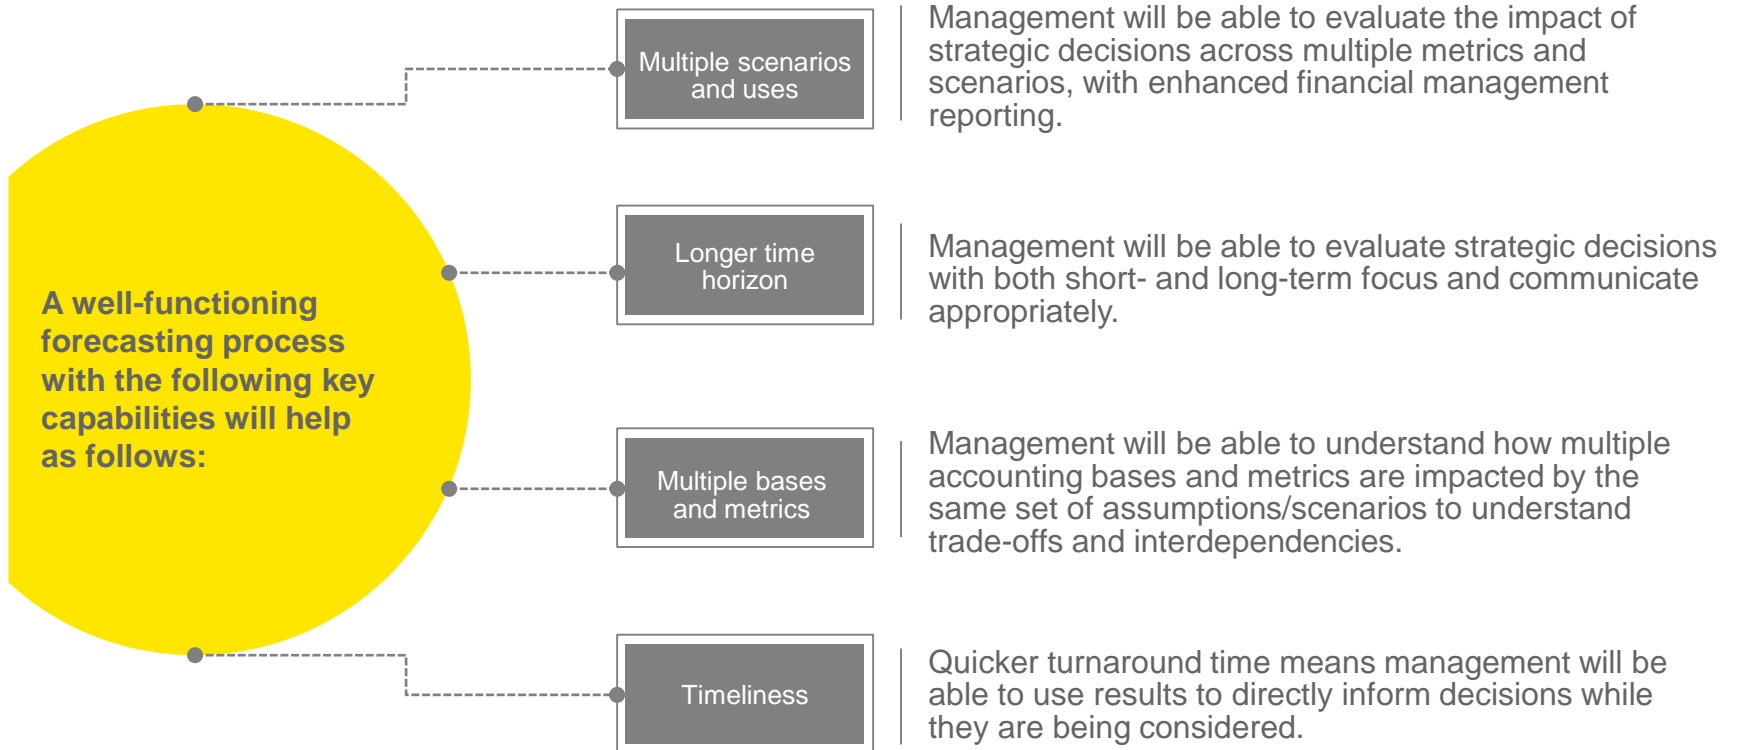 A well-functioning
forecasting process
with the following key
capabilities will help
as follows:
Multiple scenarios
and uses
Management will be able to evaluate the impact of
strategic decisions across multiple metrics and
scenarios, with enhanced financial management
reporting.
Longer time
horizon
Management will be able to evaluate strategic decisions
with both short- and long-term focus and communicate
appropriately.
Multiple bases
and metrics
Management will be able to understand how multiple
accounting bases and metrics are impacted by the
same set of assumptions/scenarios to understand
trade-offs and interdependencies.
Timeliness
Quicker turnaround time means management will be
able to use results to directly inform decisions while
they are being considered.